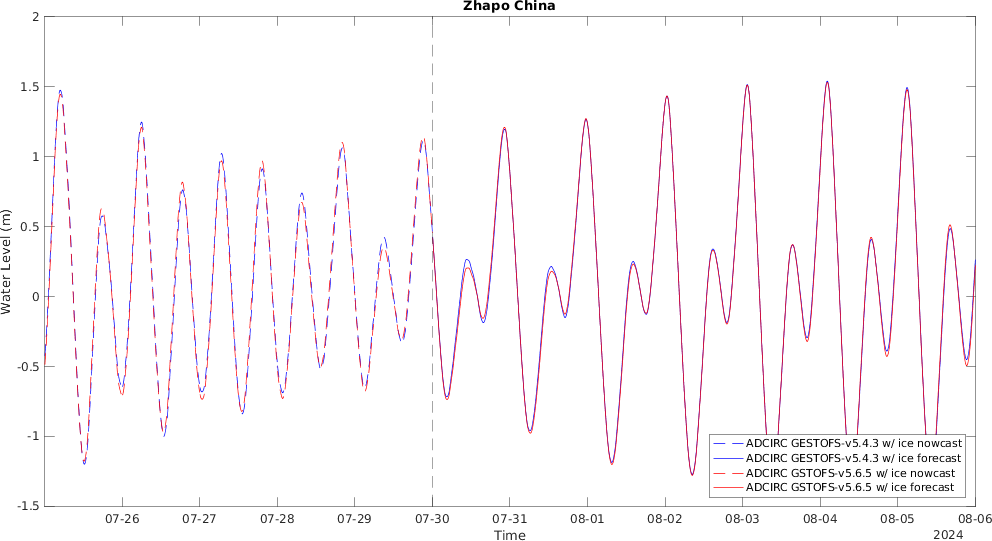 Zhapo China
2
1.5
1
0.5
0
-0.5
-1
-1.5
Water Level (m)
ADCIRC GESTOFS-v5.4.3 w/ ice nowcast
ADCIRC GESTOFS-v5.4.3 w/ ice forecast
ADCIRC GSTOFS-v5.6.5 w/ ice nowcast
ADCIRC GSTOFS-v5.6.5 w/ ice forecast
07-26 07-27 07-28 07-29 07-30 07-31 08-01 08-02 08-03 08-04 08-05 08-06
Time
2024